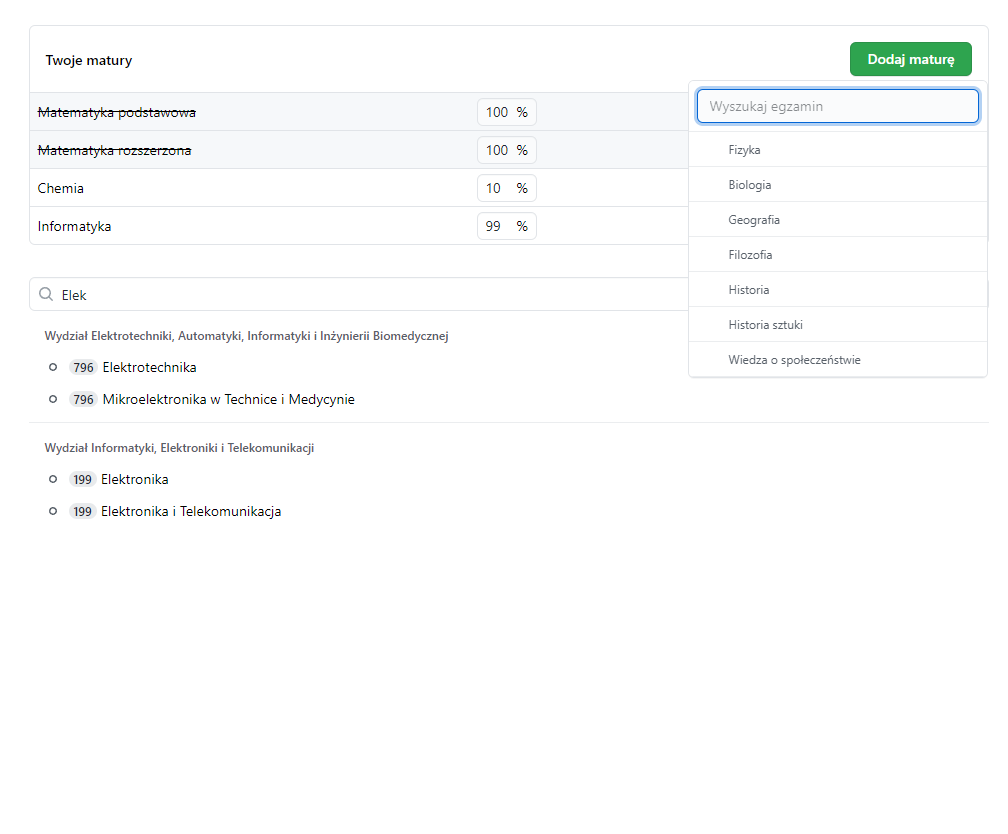 Twoje matury
Dodaj maturę
Matematyka podstawowa 100 %
Matematyka rozszerzona 100 %
Chemia 10 %
Informatyka 99 %
Wyszukaj egzamin
Fizyka
Biologia
Geografia
Filozofia
Historia
Historia sztuki
Wiedza o społeczeństwie
Elek
Wydział Elektrotechniki, Automatyki, Informatyki i Inżynierii Biomedycznej
796 Elektrotechnika
796 Mikroelektronika w Technice i Medycynie
Wydział Informatyki, Elektroniki i Telekomunikacji
199 Elektronika
199 Elektronika i Telekomunikacja